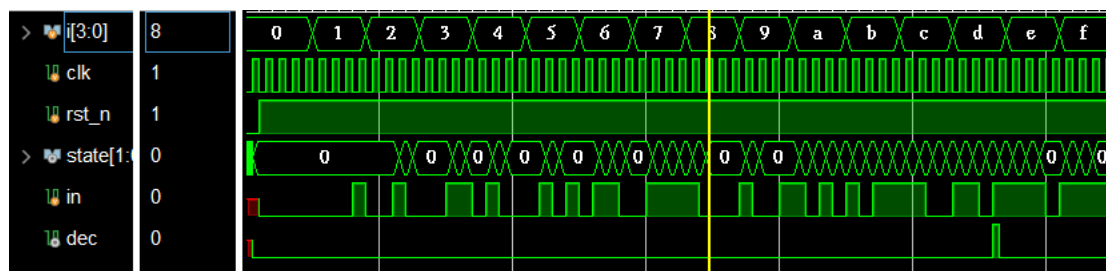 i[3:0] 8 0 1 2 3 4 5 6 7 8 9 a b c d e f
clk 1
rst_n 1
state[1:0 0 0 0 0 0 0 0 0 0 0 0
in 0
dec 0